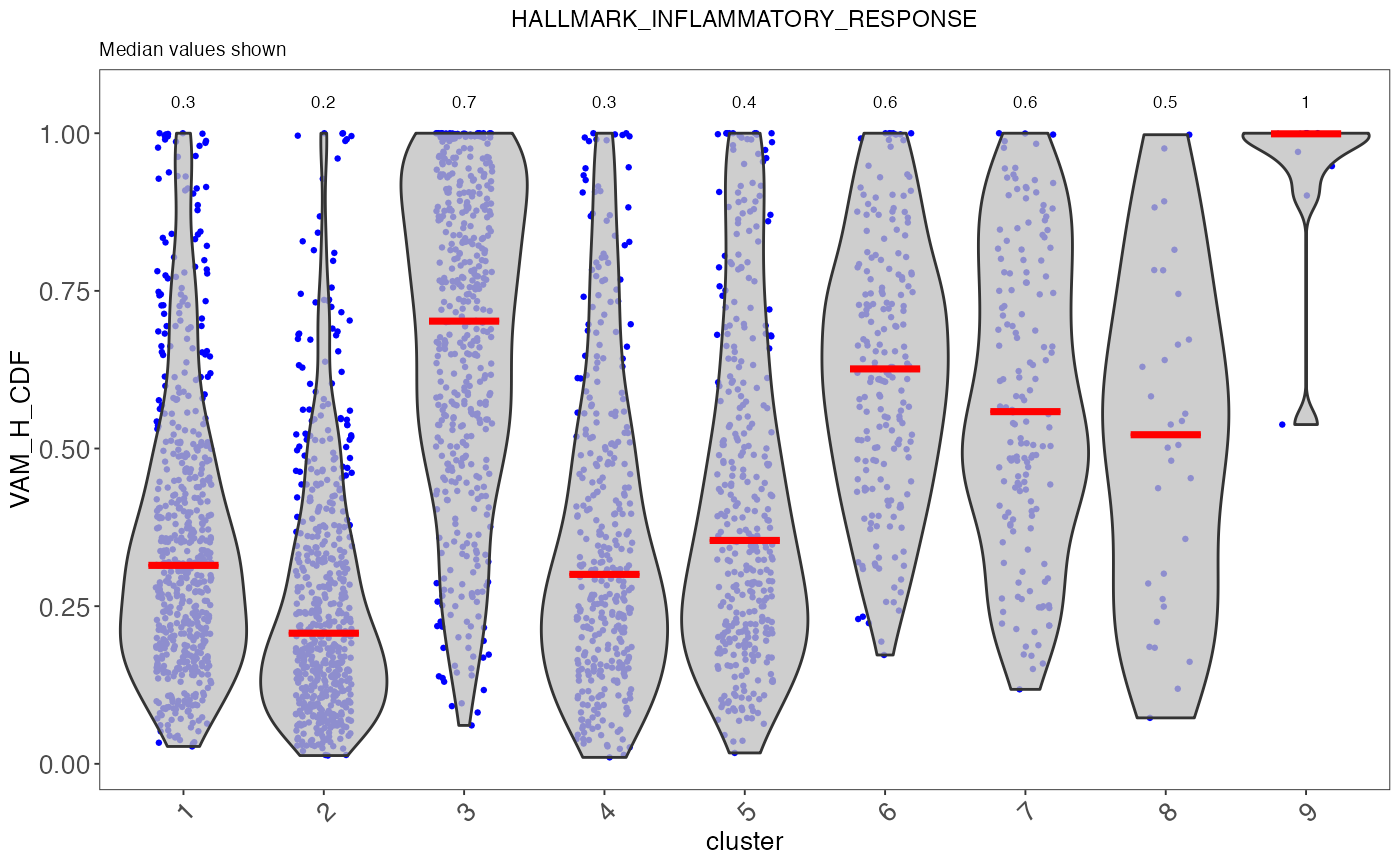 HALLMARK_INFLAMMATORY_RESPONSE
Median values shown
0.3 0.2 0.7 0.3 0.4 0.6 0.6 0.5 1
VAM_H_CDF
1.00
0.75
0.50
0.25
0.00
1 2 3 4 5 6 7 8 9
cluster